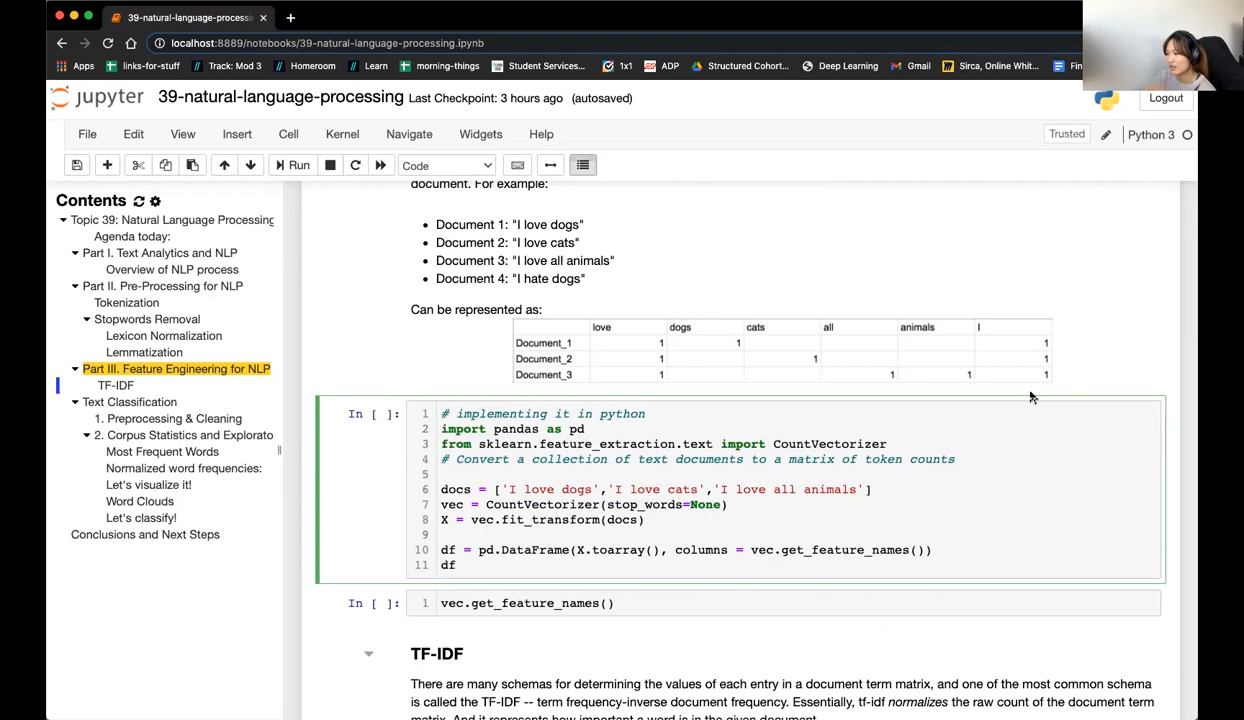 39-natural-language-processi
localhost:8889/notebooks/39-natural-language-processing.ipynb
Apps links-for-stuff Track: Mod 3 Homeroom Learn morning-things Student Services... 1x1 ADP Structured Cohort... Deep Learning Gmail Sirca, Online Whit... Fin
jupyter 39-natural-language-processing Last Checkpoint: 3 hours ago (autosaved) Logout
File Edit View Insert Cell Kernel Navigate Widgets Help Trusted Python 3
Run Code
Contents
Topic 39: Natural Language Processing
Agenda today:
Part I. Text Analytics and NLP
Overview of NLP process
Part II. Pre-Processing for NLP
Tokenization
Stopwords Removal
Lexicon Normalization
Lemmatization
Part III. Feature Engineering for NLP
TF-IDF
Text Classification
1. Preprocessing & Cleaning
2. Corpus Statistics and Explorato
Most Frequent Words
Normalized word frequencies:
Let's visualize it!
Word Clouds
Let's classify!
Conclusions and Next Steps
document. For example:
• Document 1: "I love dogs"
• Document 2: "I love cats"
• Document 3: "I love all animals"
• Document 4: "I hate dogs"
Can be represented as:
love dogs cats all animals I
Document_1 1 1 1
Document_2 1 1 1
Document_3 1 1 1 1
In [ ]:
1 # implementing it in python
2 import pandas as pd
3 from sklearn.feature_extraction.text import CountVectorizer
4 # Convert a collection of text documents to a matrix of token counts
5
6 docs = ['I love dogs','I love cats','I love all animals']
7 vec = CountVectorizer(stop_words=None)
8 X = vec.fit_transform(docs)
9
10 df = pd.DataFrame(X.toarray(), columns = vec.get_feature_names())
11 df
In [ ]: 1 vec.get_feature_names()
TF-IDF
There are many schemas for determining the values of each entry in a document term matrix, and one of the most common schema
is called the TF-IDF -- term frequency-inverse document frequency. Essentially, tf-idf normalizes the raw count of the document term
matrix. And it represents how important a word is in the given document.